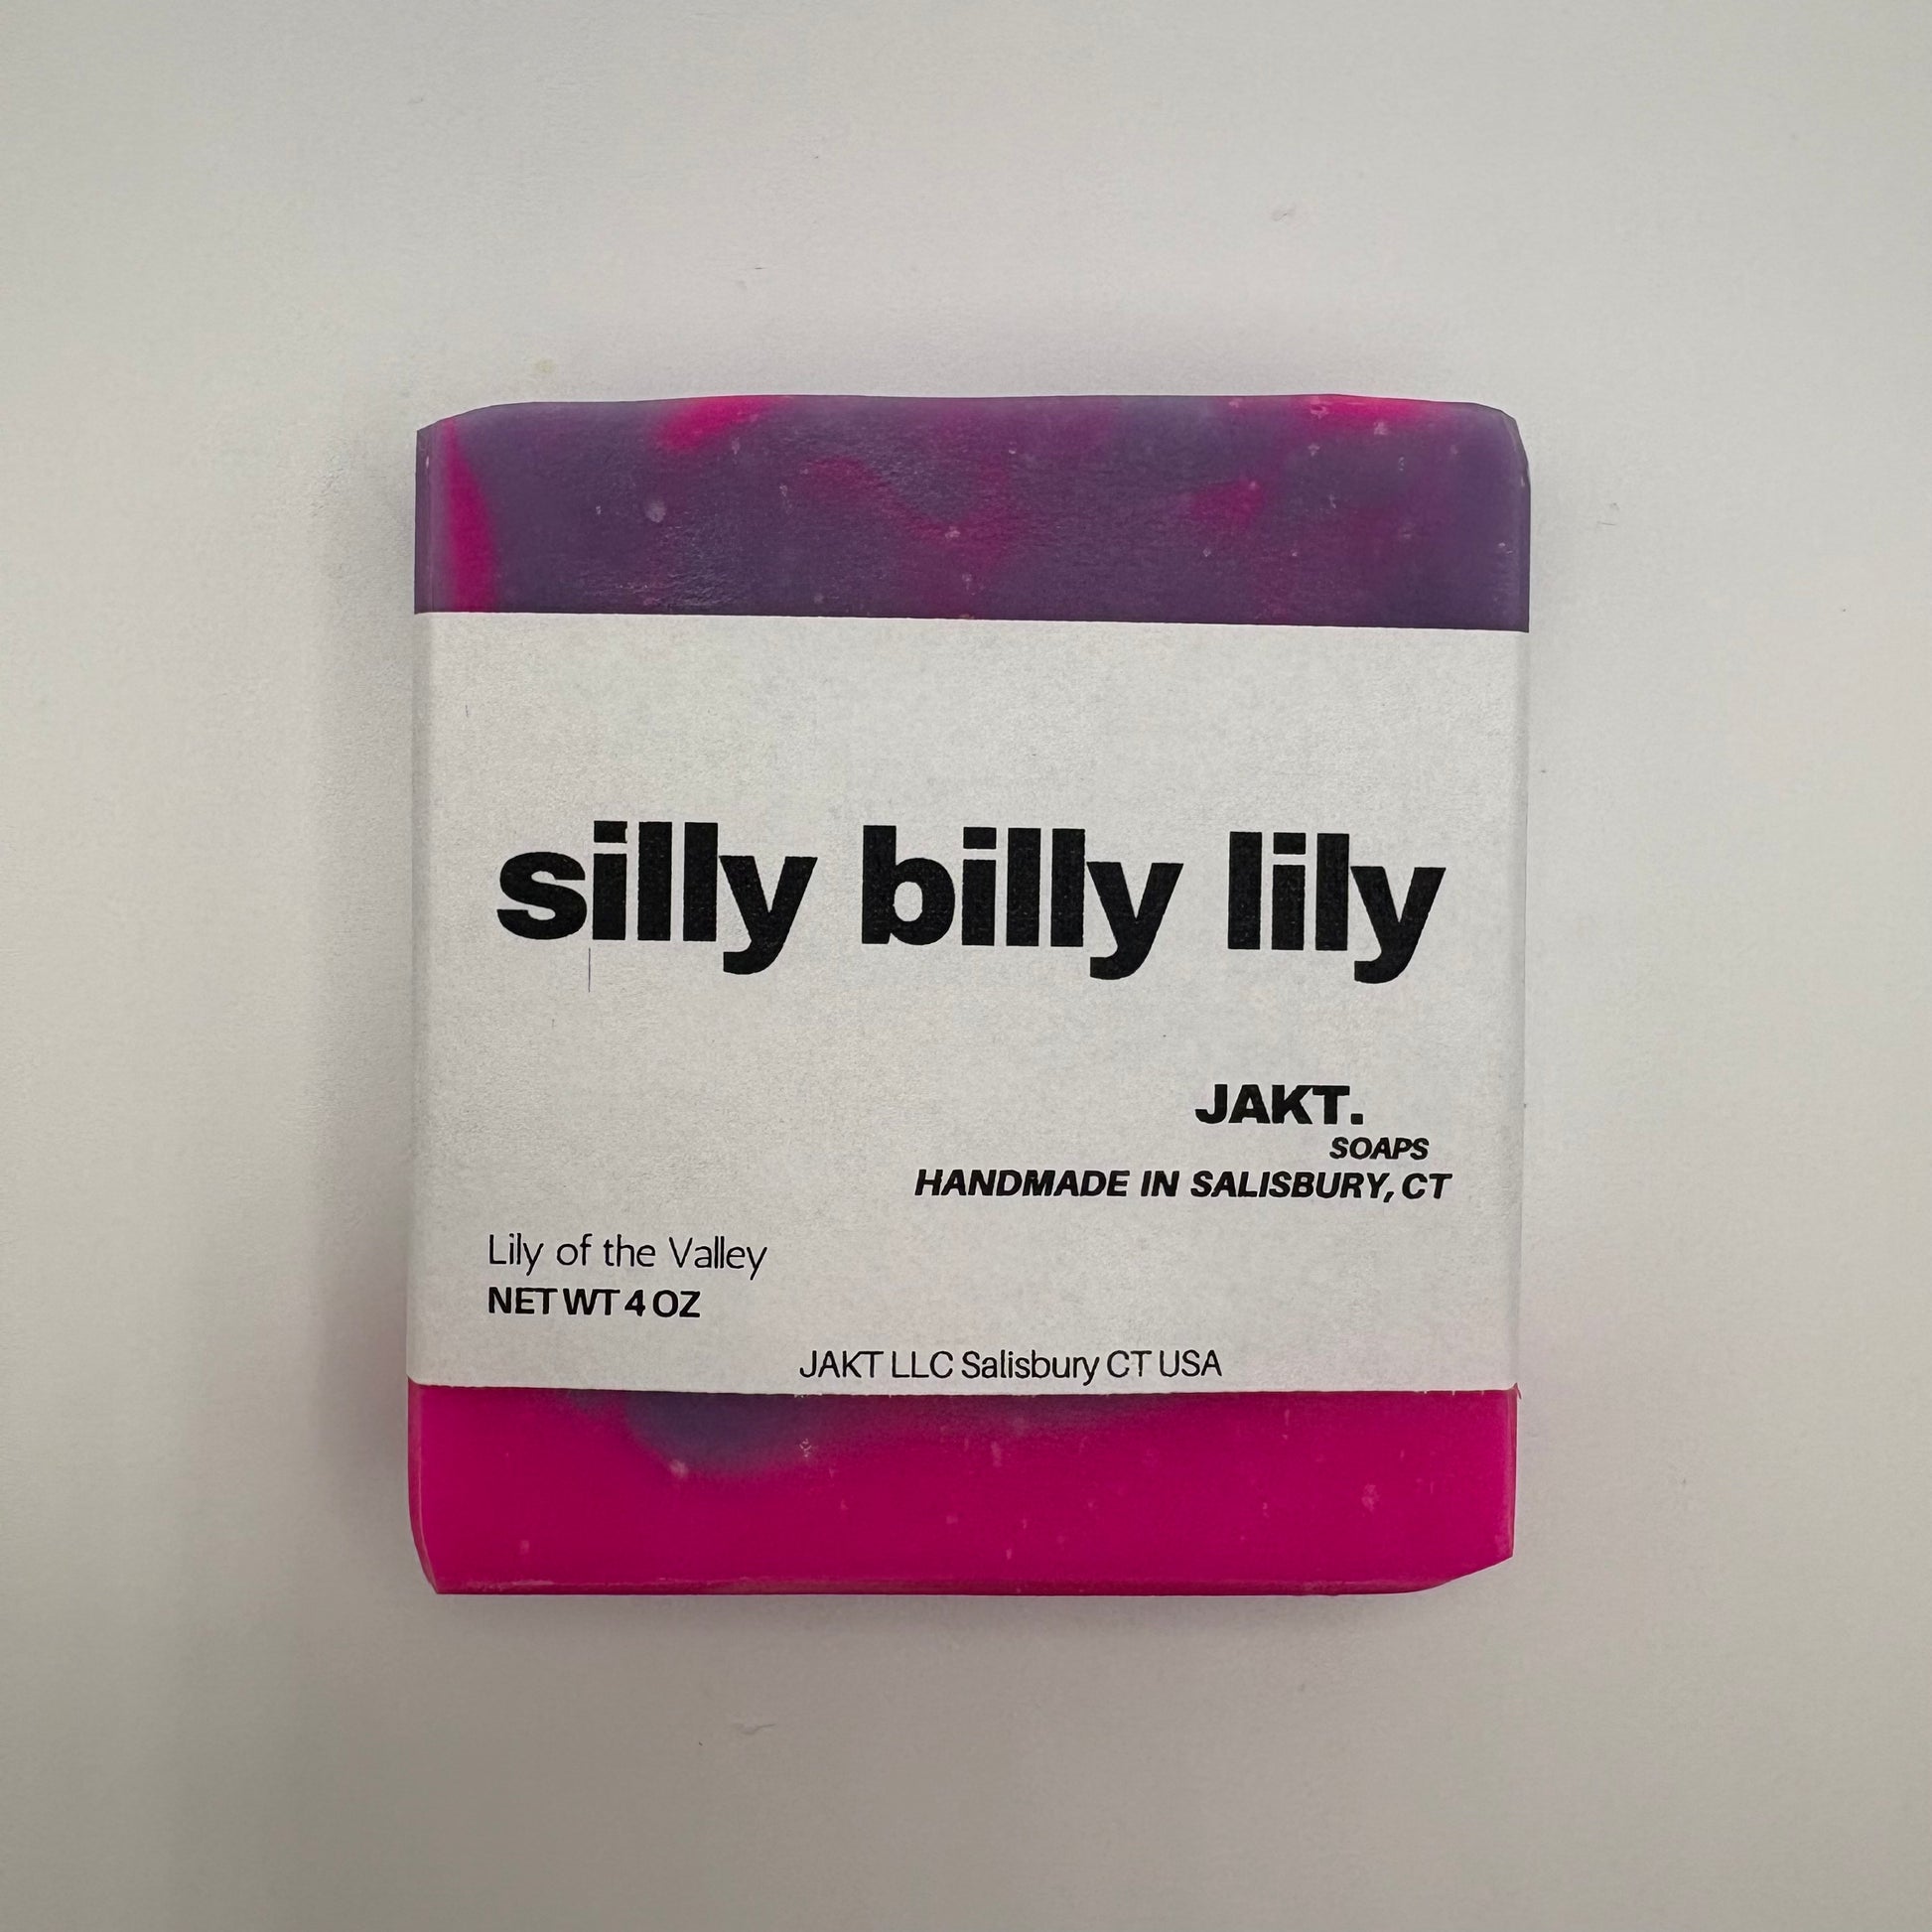 silly billy lily
JAKT.
SOAPS
HANDMADE IN SALISBURY, CT
Lily of the Valley
NET WT 4 OZ
JAKT LLC Salisbury CT USA